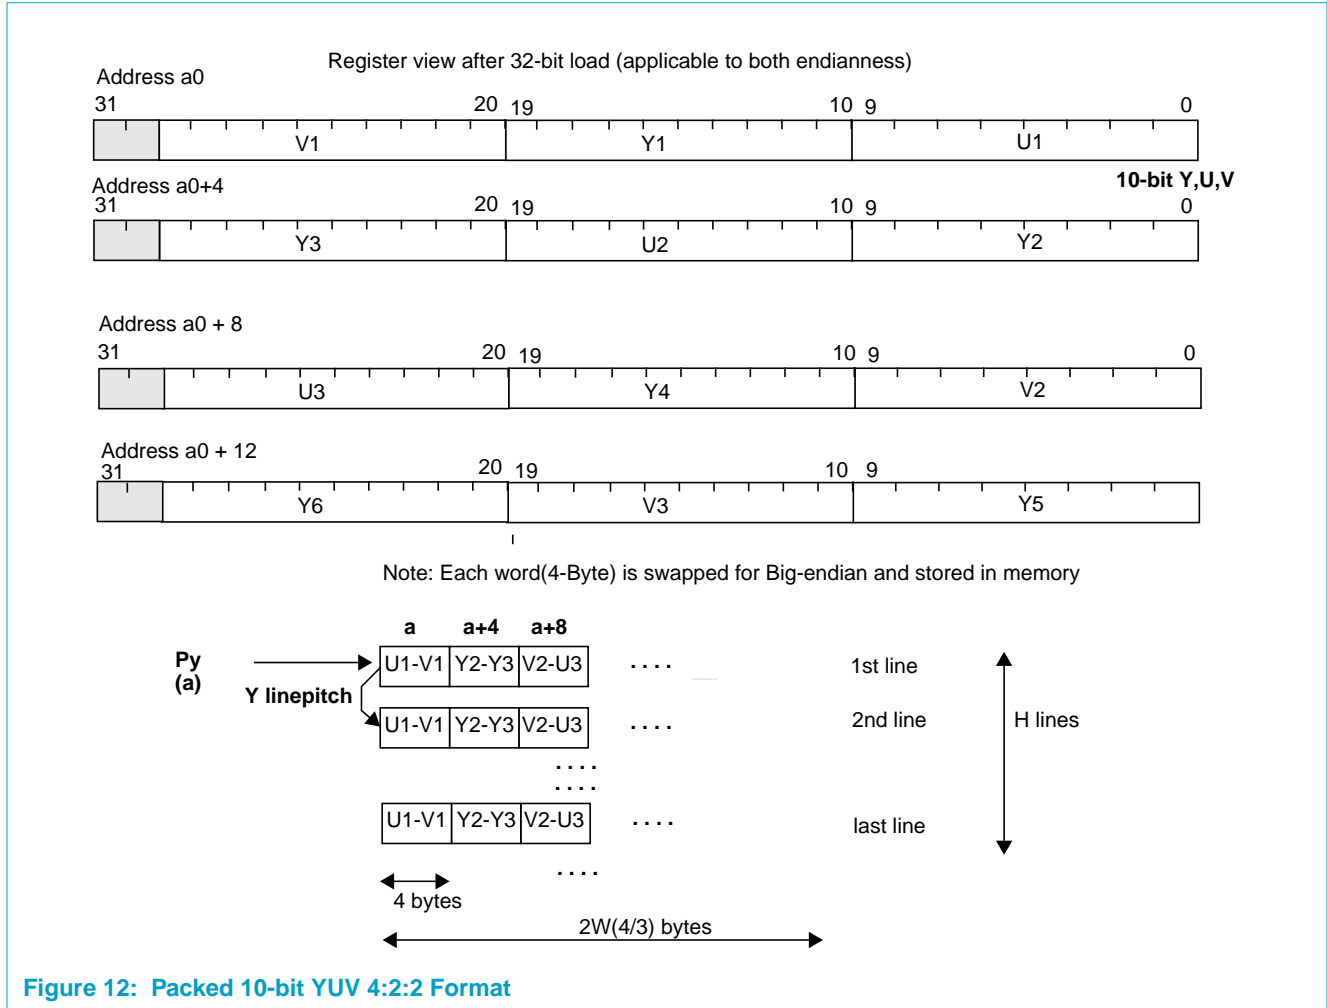 Register view after 32-bit load (applicable to both endianness)
Address a0
31 20 19 10 9 0
V1 Y1 U1
10-bit Y,U,V
Address a0+4
31 20 19 10 9 0
Y3 U2 Y2
Address a0 + 8
31 20 19 10 9 0
U3 Y4 V2
Address a0 + 12
31 20 19 10 9
Y6 V3 Y5
Note: Each word(4-Byte) is swapped for Big-endian and stored in memory
a a+4 a+8
Py U1-V1 Y2-Y3 V2-U3 . . . . 1st line
(a)
Y linepitch
U1-V1 Y2-Y3 V2-U3 . . . . 2nd line H lines
. . . .
. . . .
U1-V1 Y2-Y3 V2-U3 . . . . last line
. . . .
4 bytes
2W(4/3) bytes
Figure 12: Packed 10-bit YUV 4:2:2 Format